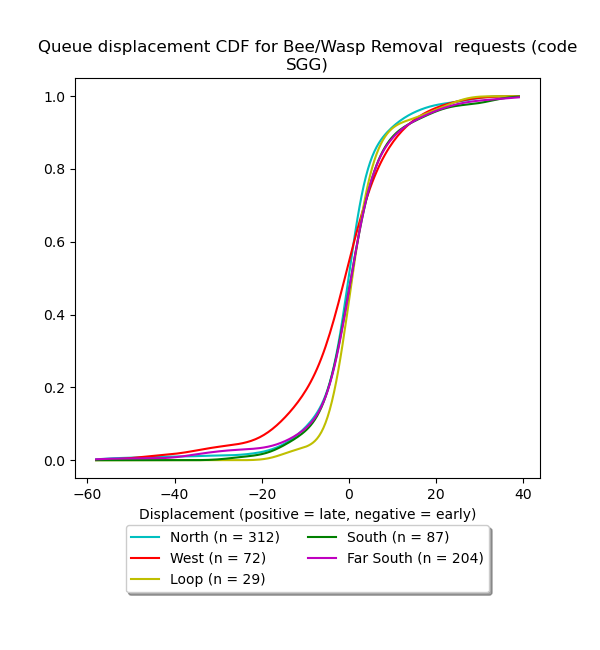 Queue displacement CDF for Bee/Wasp Removal  requests (code
SGG)
1.0
0.8
0.6
0.4
0.2
0.0
−60
−40
−20
0
20
40
Displacement (positive = late, negative = early)
North (n = 312)
West (n = 72)
Loop (n = 29)
South (n = 87)
Far South (n = 204)